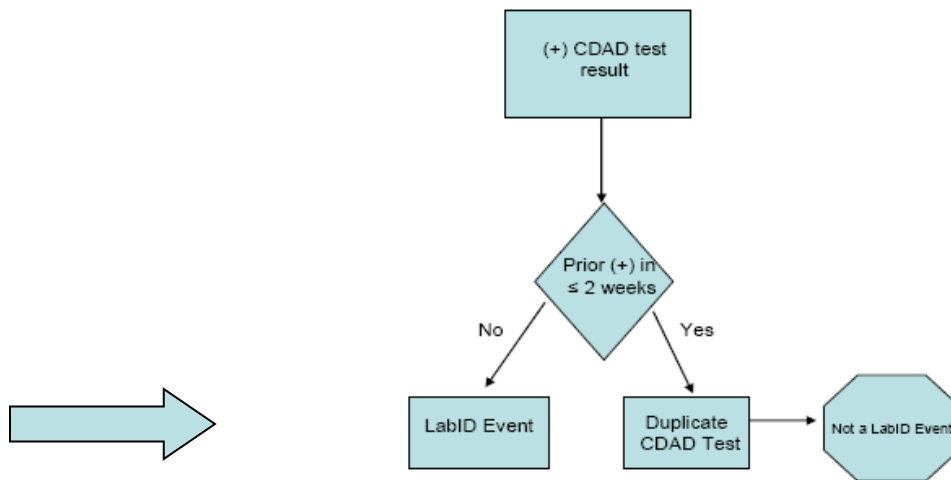 (+) CDAD test
result
Prior (+) in
≤ 2 weeks
No
Yes
LabID Event
Duplicate
CDAD Test
Not a LabID Event